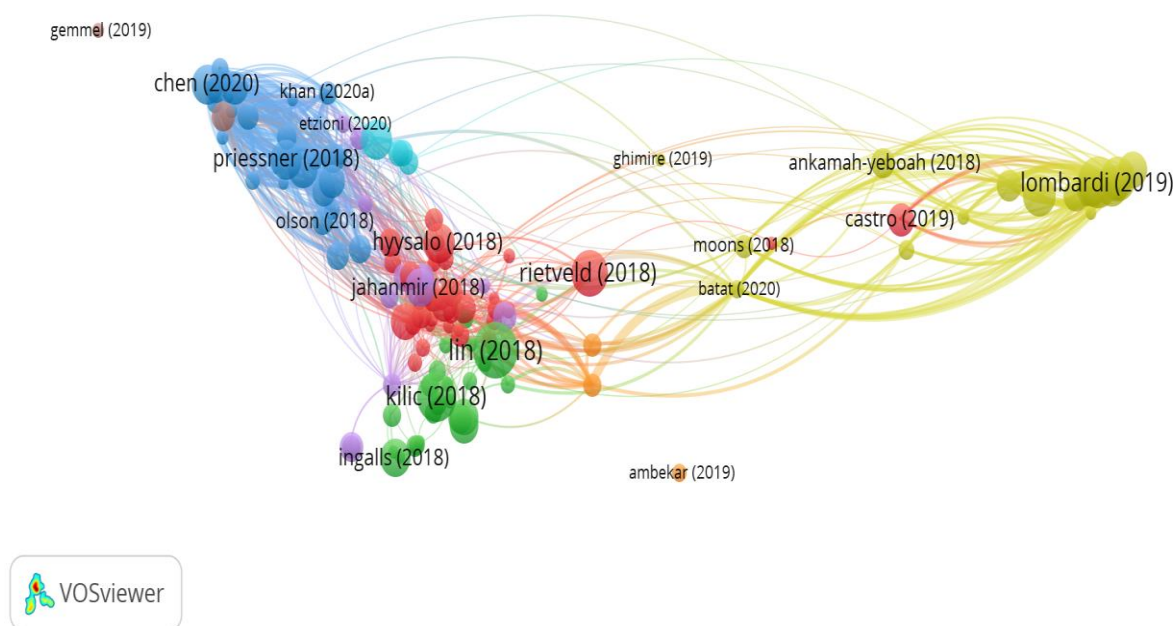 gemmel (2019)
chen (2020)
khan (2020a)
etzioni (2020)
priessner (2018)
ghimire (2019)
ankamah-yeboah (2018)
lombardi (2019)
olson (2018)
castro (2019)
hyysalo (2018)
moons (2018)
rietveld (2018)
jahanmir (2018)
batat (2020)
lin (2018)
kilic (2018)
ingalls (2018)
ambekar (2019)
VOSviewer